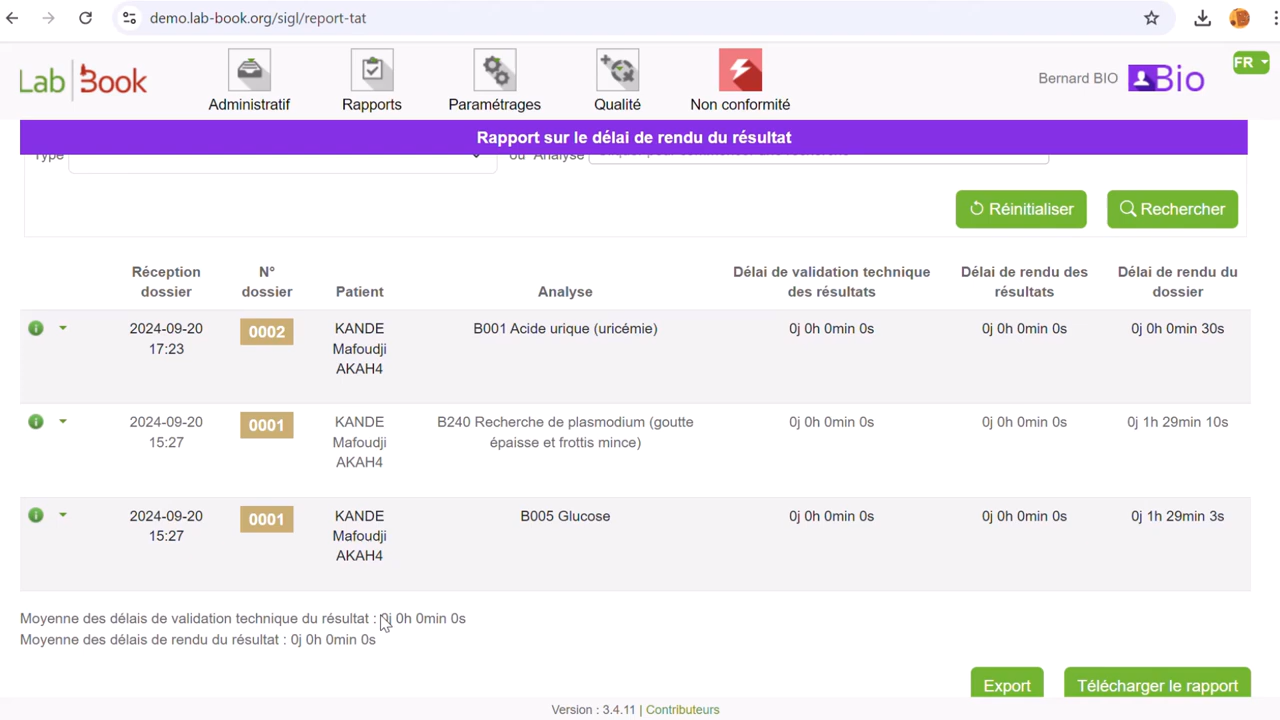 demo.lab-book.org/sigl/report-tat
Lab Book
Administratif
Rapports
Paramétrages
Qualité
Non conformité
Bernard BIO
Bio
FR
Rapport sur le délai de rendu du résultat
Type
ou Analyse
Réinitialiser
Rechercher
Réception dossier
N° dossier
Patient
Analyse
Délai de validation technique des résultats
Délai de rendu des résultats
Délai de rendu du dossier
2024-09-20 17:23
0002
KANDE Mafoudji AKAH4
B001 Acide urique (uricémie)
0j 0h 0min 0s
0j 0h 0min 0s
0j 0h 0min 30s
2024-09-20 15:27
0001
KANDE Mafoudji AKAH4
B240 Recherche de plasmodium (goutte épaisse et frottis mince)
0j 0h 0min 0s
0j 0h 0min 0s
0j 1h 29min 10s
2024-09-20 15:27
0001
KANDE Mafoudji AKAH4
B005 Glucose
0j 0h 0min 0s
0j 0h 0min 0s
0j 1h 29min 3s
Moyenne des délais de validation technique du résultat : 0j 0h 0min 0s
Moyenne des délais de rendu du résultat : 0j 0h 0min 0s
Export
Télécharger le rapport
Version : 3.4.11 | Contributeurs